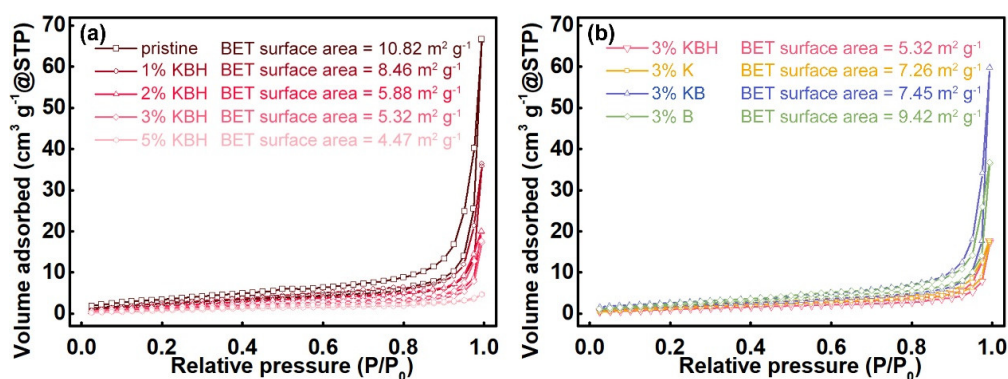 (a)
pristine BET surface area = 10.82 m² g⁻¹
1% KBH BET surface area = 8.46 m² g⁻¹
2% KBH BET surface area = 5.88 m² g⁻¹
3% KBH BET surface area = 5.32 m² g⁻¹
5% KBH BET surface area = 4.47 m² g⁻¹
Volume adsorbed (cm³ g⁻¹@STP)
70
60
50
40
30
20
10
0
0.0 0.2 0.4 0.6 0.8 1.0
Relative pressure (P/P₀)
(b)
3% KBH BET surface area = 5.32 m² g⁻¹
3% K BET surface area = 7.26 m² g⁻¹
3% KB BET surface area = 7.45 m² g⁻¹
3% B BET surface area = 9.42 m² g⁻¹
Volume adsorbed (cm³ g⁻¹@STP)
70
60
50
40
30
20
10
0
0.0 0.2 0.4 0.6 0.8 1.0
Relative pressure (P/P₀)